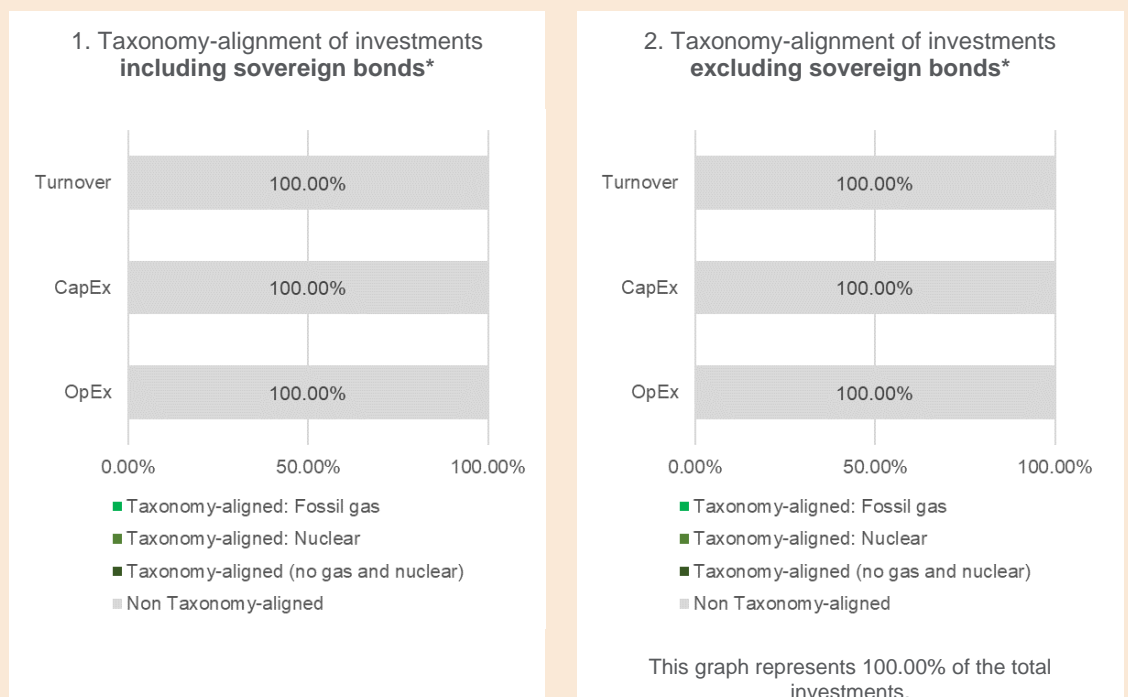 1. Taxonomy-alignment of investments
including sovereign bonds*
Turnover
100.00%
CapEx
100.00%
OpEx
100.00%
0.00% 50.00% 100.00%
Taxonomy-aligned: Fossil gas
Taxonomy-aligned: Nuclear
Taxonomy-aligned (no gas and nuclear)
Non Taxonomy-aligned
2. Taxonomy-alignment of investments
excluding sovereign bonds*
Turnover
100.00%
CapEx
100.00%
OpEx
100.00%
0.00% 50.00% 100.00%
Taxonomy-aligned: Fossil gas
Taxonomy-aligned: Nuclear
Taxonomy-aligned (no gas and nuclear)
Non Taxonomy-aligned
This graph represents 100.00% of the total
investments.